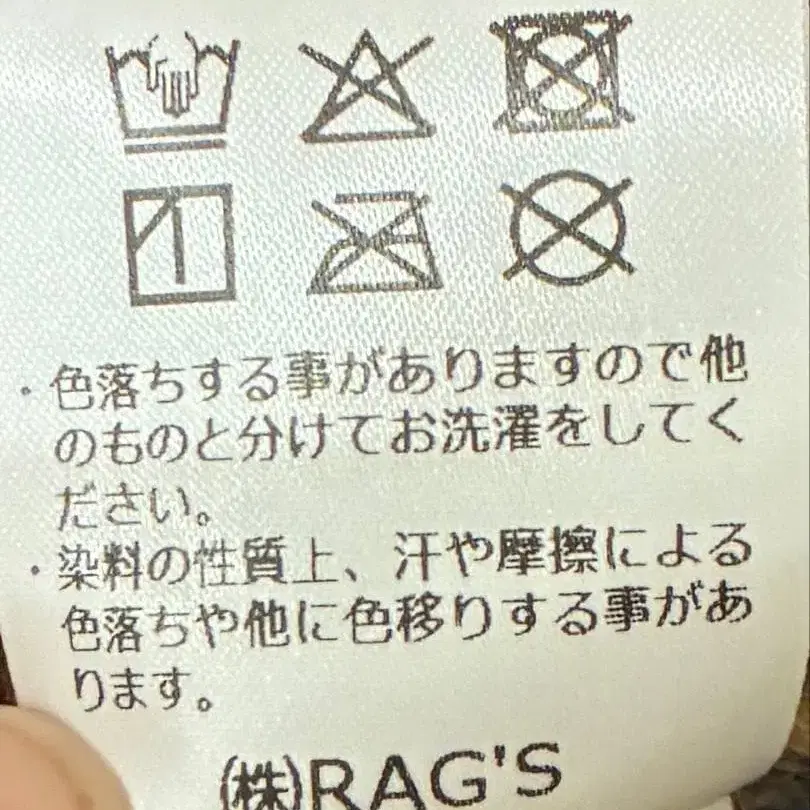 ・色落ちする事がありますので他
のものと分けてお洗濯をしてく
ださい。
・染料の性質上、汗や摩擦による
色落ちや他に色移りする事があ
ります。
㈱RAG'S